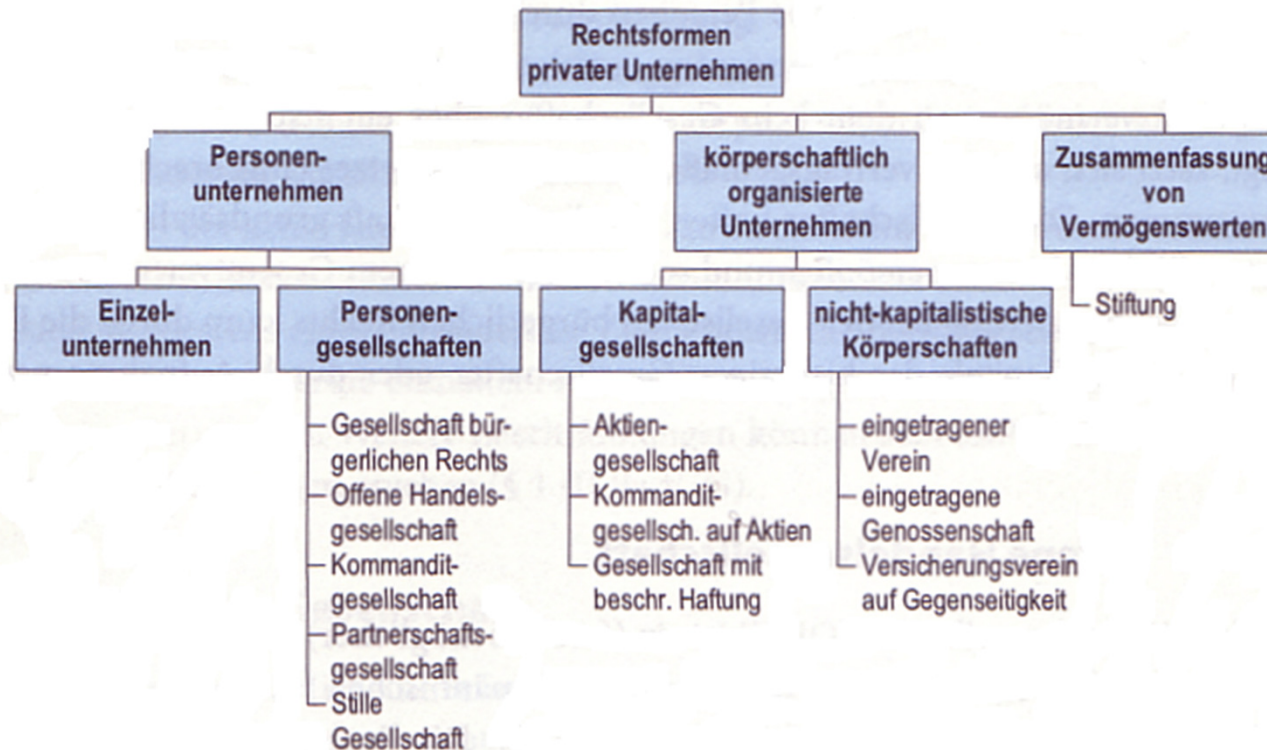 Rechtsformen
privater Unternehmen
Personen-
unternehmen
körperschaftlich
organisierte
Unternehmen
Zusammenfassung
von
Vermögenswerten
Einzel-
unternehmen
Personen-
gesellschaften
Kapital-
gesellschaften
nicht-kapitalistische
Körperschaften
Stiftung
Gesellschaft bür-
gerlichen Rechts
Offene Handels-
gesellschaft
Kommandit-
gesellschaft
Partnerschafts-
gesellschaft
Stille
Gesellschaft
Aktien-
gesellschaft
Kommandit-
gesellsch. auf Aktien
Gesellschaft mit
beschr. Haftung
eingetragener
Verein
eingetragene
Genossenschaft
Versicherungsverein
auf Gegenseitigkeit